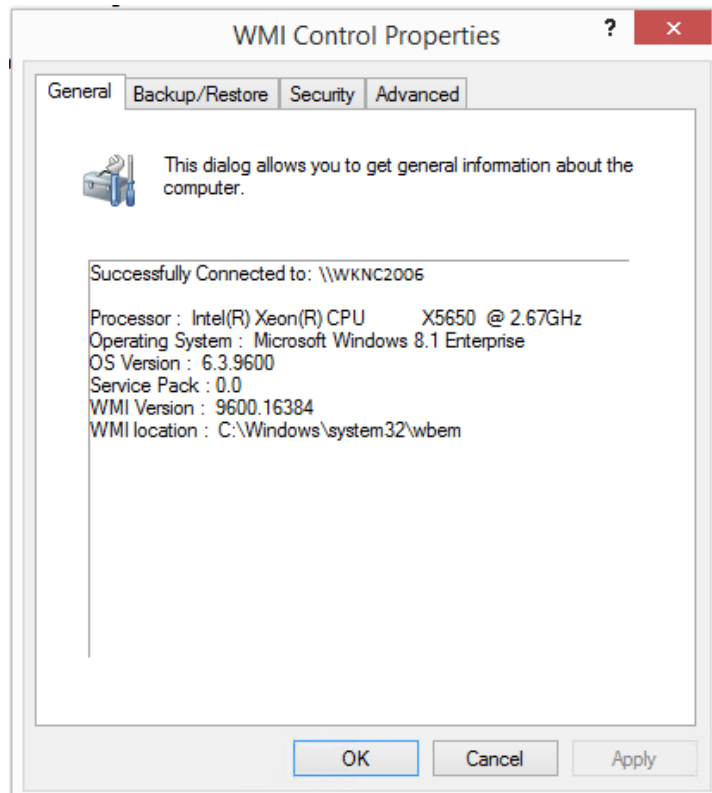 WMI Control Properties
?
General Backup/Restore Security Advanced
This dialog allows you to get general information about the
computer.
Successfully Connected to: \\WKNC2006
Processor : Intel(R) Xeon(R) CPU X5650 @ 2.67GHz
Operating System : Microsoft Windows 8.1 Enterprise
OS Version : 6.3.9600
Service Pack : 0.0
WMI Version : 9600.16384
WMI location : C:\Windows\system32\wbem
OK Cancel Apply